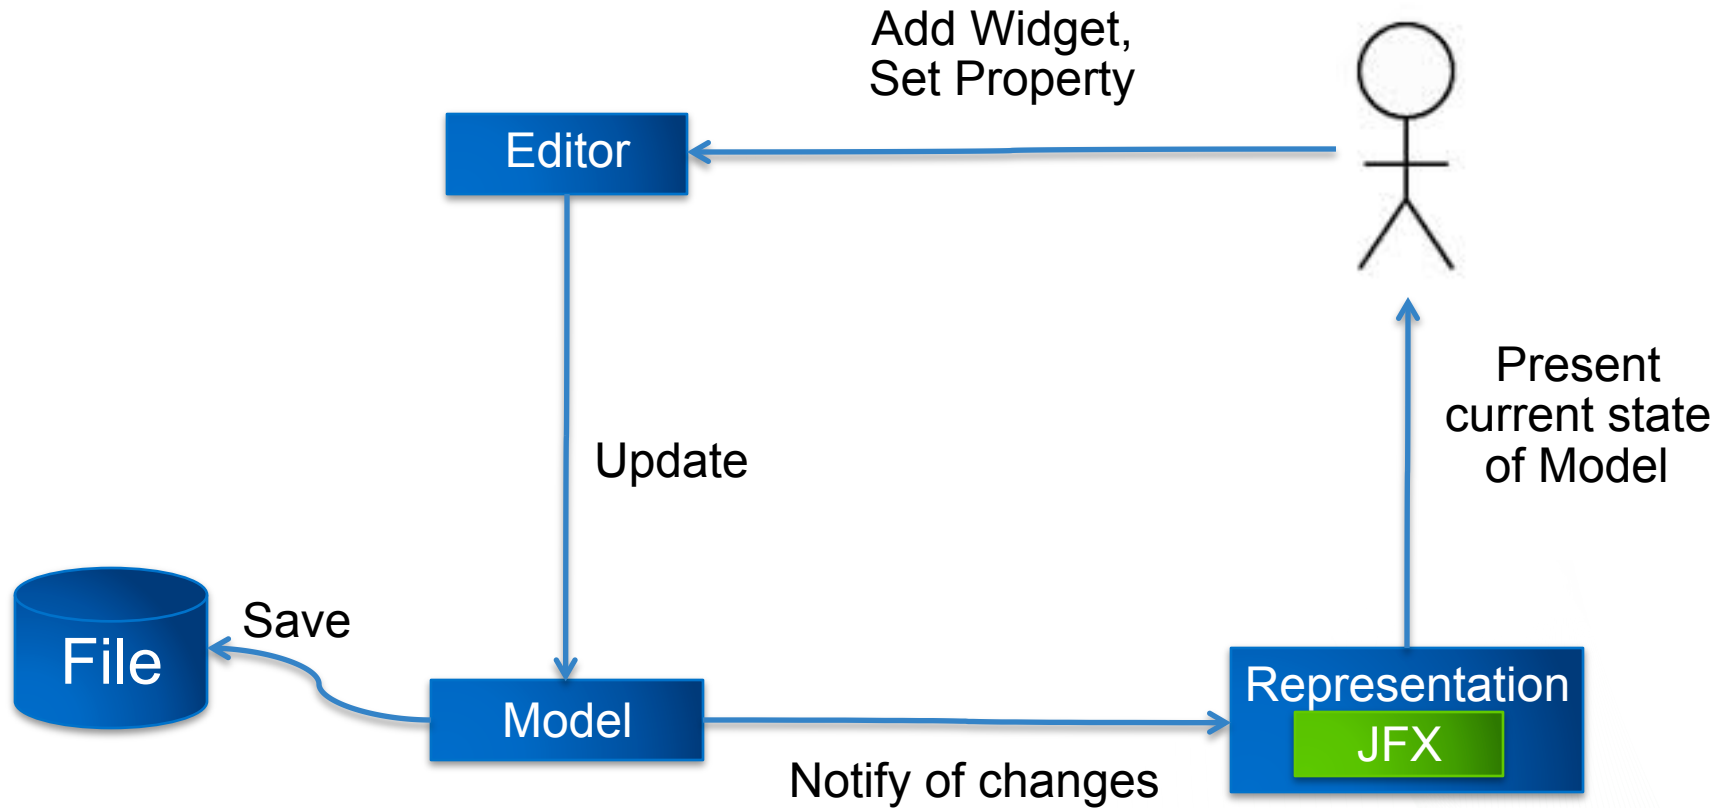 Add Widget,
Set Property
Editor
Present
current state
of Model
Update
Save
File
Model
Notify of changes
Representation
JFX